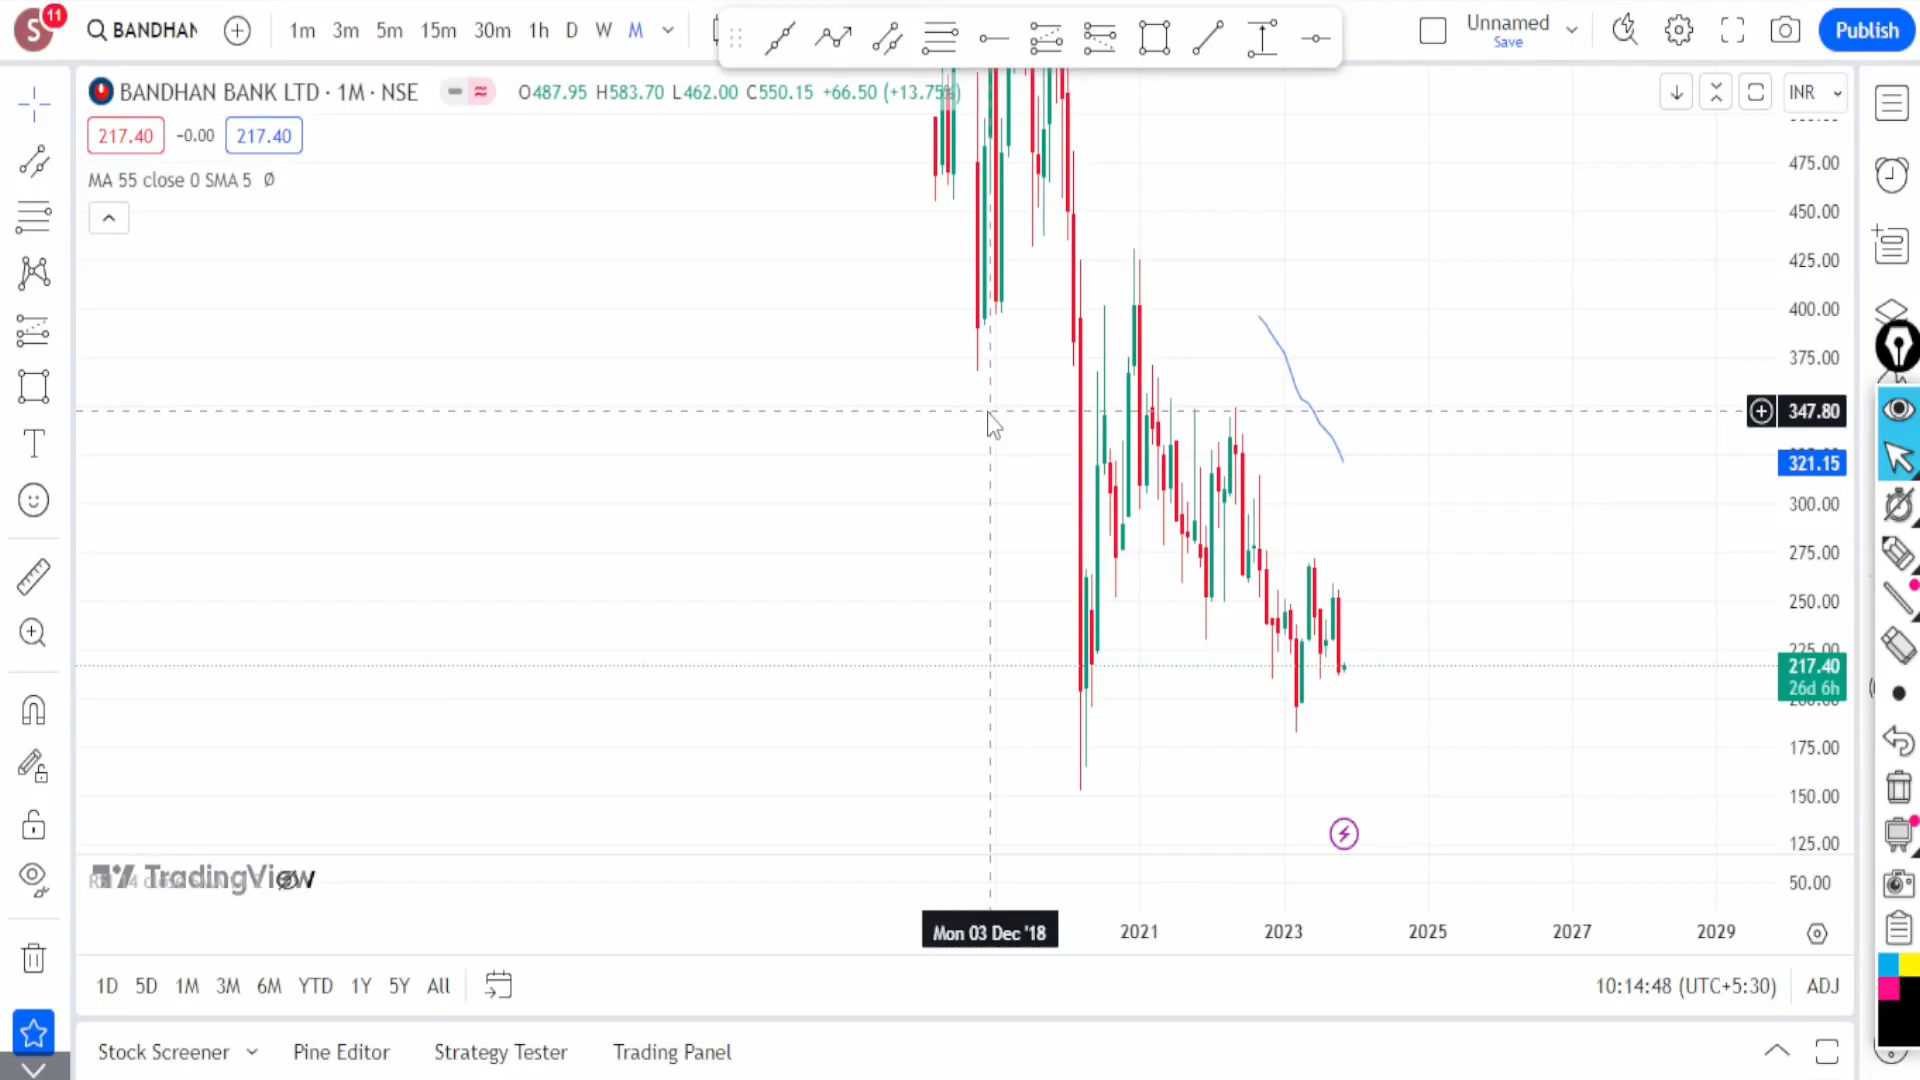 S 11 BANDHAN 1m 3m 5m 15m 30m 1h D W M Unnamed Save Publish
BANDHAN BANK LTD · 1M · NSE O487.95 H583.70 L462.00 C550.15 +66.50 (+13.75%) INR
217.40 −0.00 217.40
MA 55 close 0 SMA 5 Ø
475.00
450.00
425.00
400.00
375.00
347.80
321.15
300.00
275.00
250.00
225.00
217.40
26d 6h
175.00
150.00
125.00
TradingView
50.00
Mon 03 Dec '18 2021 2023 2025 2027 2029
1D 5D 1M 3M 6M YTD 1Y 5Y All 10:14:48 (UTC+5:30) ADJ
Stock Screener Pine Editor Strategy Tester Trading Panel